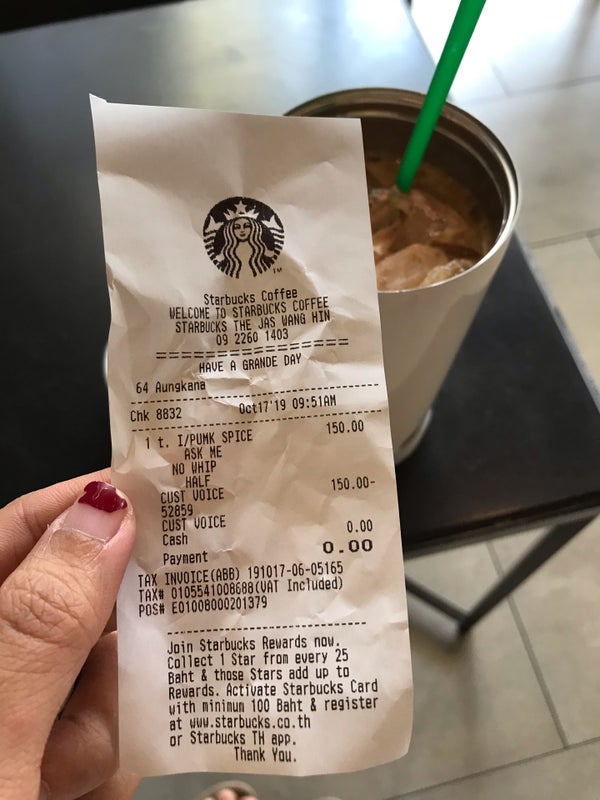 TM
Starbucks Coffee
WELCOME TO STARBUCKS COFFEE
STARBUCKS THE JAS WANG HIN
09 2260 1403
====================
HAVE A GRANDE DAY
64 Aungkana
--------------------------------
Chk 8832 Oct17'19 09:51AM
--------------------------------
1 t. I/PUMK SPICE 150.00
ASK ME
NO WHIP
HALF
CUST VOICE 150.00-
52859
CUST VOICE
Cash 0.00
Payment 0.00
TAX INVOICE(ABB) 191017-06-05165
TAX# 0105541008688(VAT Included)
POS# E01008000201379
--------------------------------
Join Starbucks Rewards now.
Collect 1 Star from every 25
Baht & those Stars add up to
Rewards. Activate Starbucks Card
with minimun 100 Baht & register
at www.starbucks.co.th
or Starbucks TH app.
Thank You.